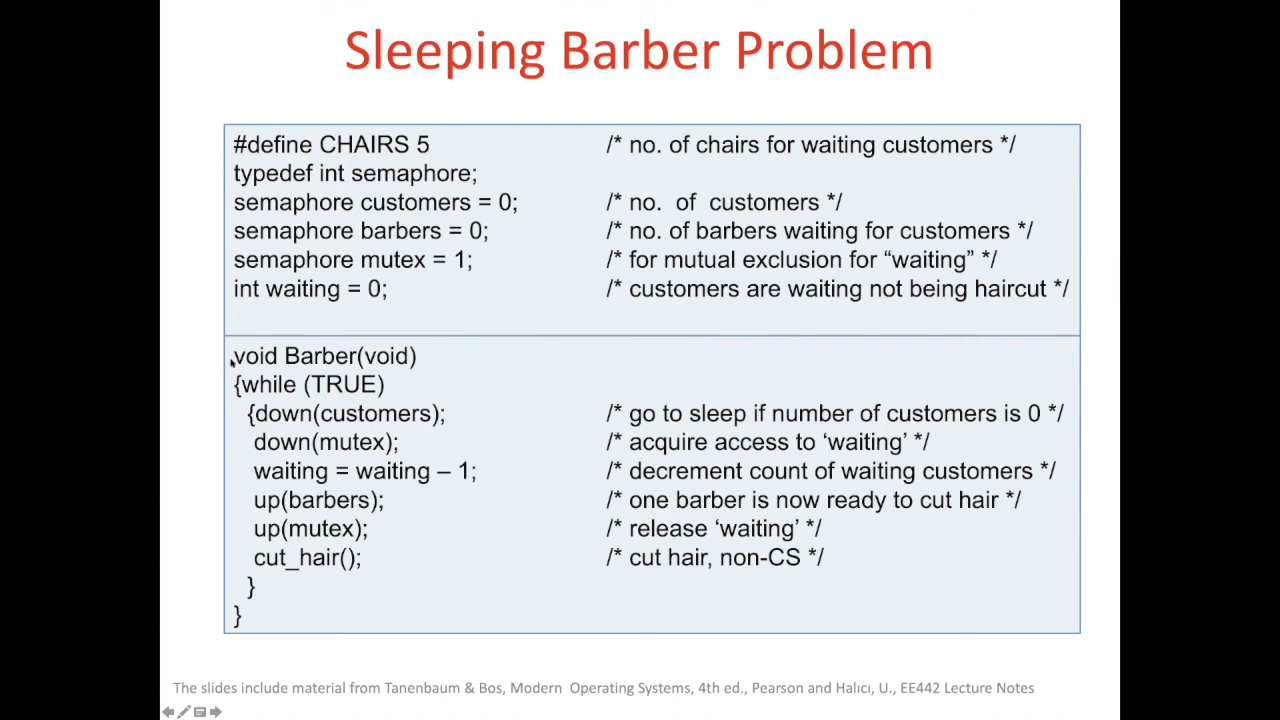 Sleeping Barber Problem
#define CHAIRS 5 /* no. of chairs for waiting customers */
typedef int semaphore;
semaphore customers = 0; /* no. of customers */
semaphore barbers = 0; /* no. of barbers waiting for customers */
semaphore mutex = 1; /* for mutual exclusion for “waiting” */
int waiting = 0; /* customers are waiting not being haircut */
void Barber(void)
{while (TRUE)
{down(customers); /* go to sleep if number of customers is 0 */
down(mutex); /* acquire access to ‘waiting’ */
waiting = waiting – 1; /* decrement count of waiting customers */
up(barbers); /* one barber is now ready to cut hair */
up(mutex); /* release ‘waiting’ */
cut_hair(); /* cut hair, non-CS */
}
}
The slides include material from Tanenbaum & Bos, Modern Operating Systems, 4th ed., Pearson and Halıcı, U., EE442 Lecture Notes